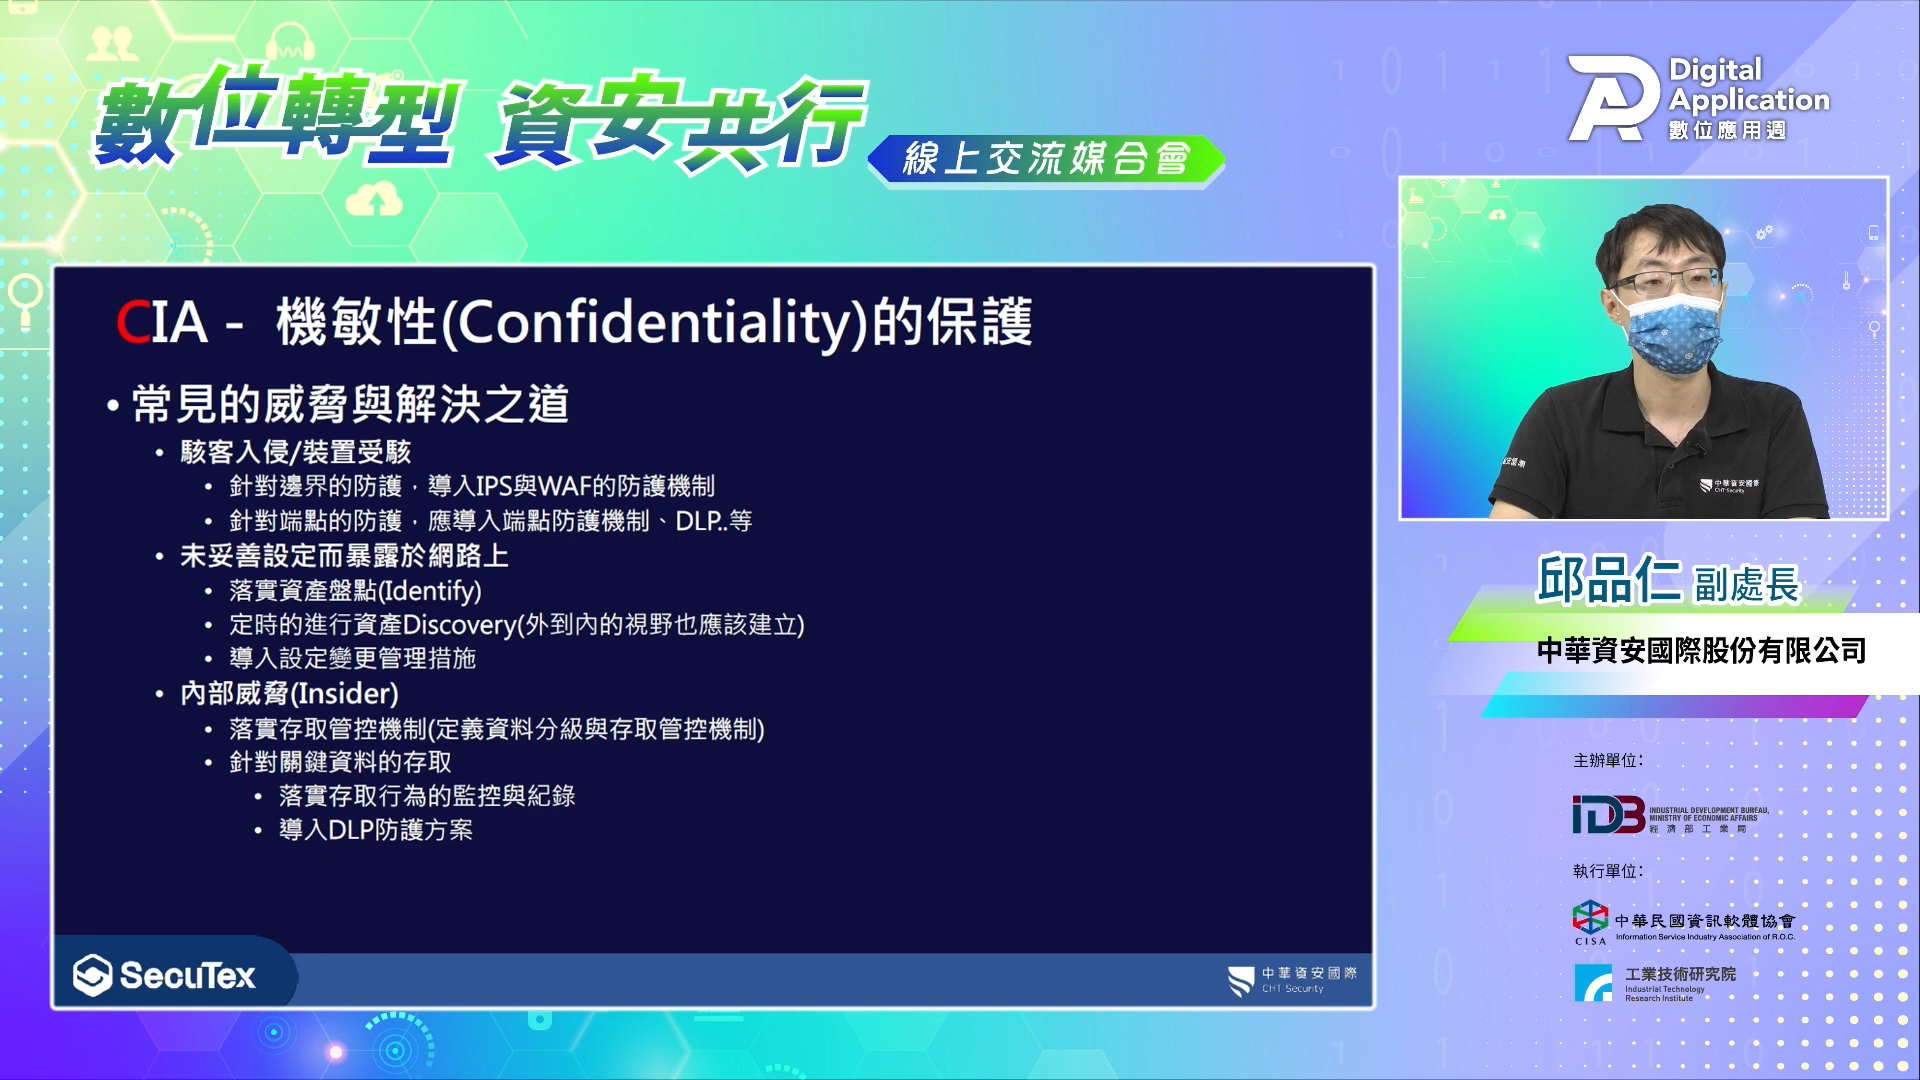 數位轉型 資安共行
線上交流媒合會
Digital
Application
數位應用週
CIA - 機敏性(Confidentiality)的保護
• 常見的威脅與解決之道
• 駭客入侵/裝置受駭
• 針對邊界的防護，導入IPS與WAF的防護機制
• 針對端點的防護，應導入端點防護機制、DLP..等
• 未妥善設定而暴露於網路上
• 落實資產盤點(Identify)
• 定時的進行資產Discovery(外到內的視野也應該建立)
• 導入設定變更管理措施
• 內部威脅(Insider)
• 落實存取管控機制(定義資料分級與存取管控機制)
• 針對關鍵資料的存取
• 落實存取行為的監控與紀錄
• 導入DLP防護方案
SecuTex
中華資安國際
CHT Security
中華資安國際
CHT Security
邱品仁 副處長
中華資安國際股份有限公司
主辦單位:
IDB
INDUSTRIAL DEVELOPMENT BUREAU,
MINISTRY OF ECONOMIC AFFAIRS
經濟部工業局
執行單位:
CISA
中華民國資訊軟體協會
Information Service Industry Association of R.O.C.
工業技術研究院
Industrial Technology
Research Institute